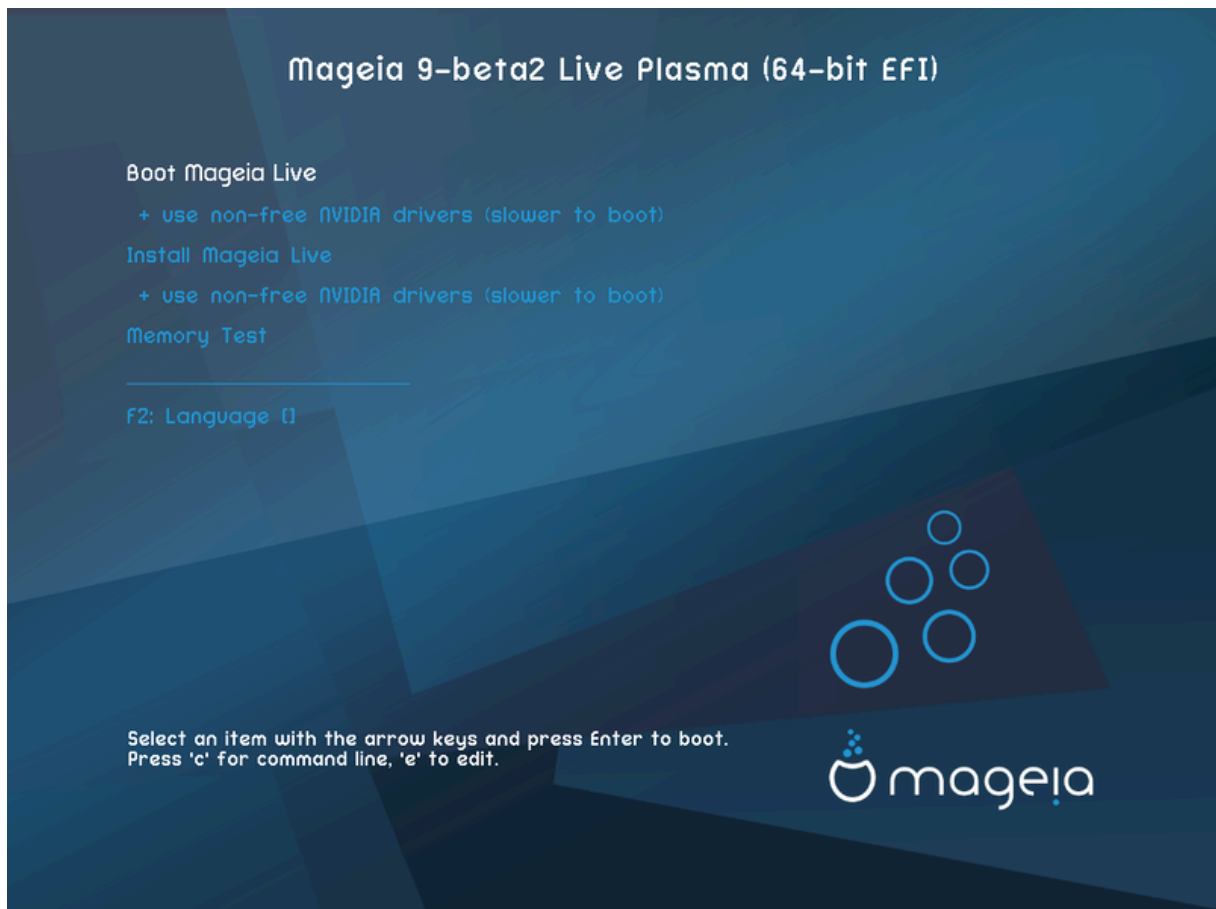 Mageia 9-beta2 Live Plasma (64-bit EFI)
Boot Mageia Live
+ use non-free NVIDIA drivers (slower to boot)
Install Mageia Live
+ use non-free NVIDIA drivers (slower to boot)
Memory Test
F2: Language []
Select an item with the arrow keys and press Enter to boot.
Press 'c' for command line, 'e' to edit.
mageia